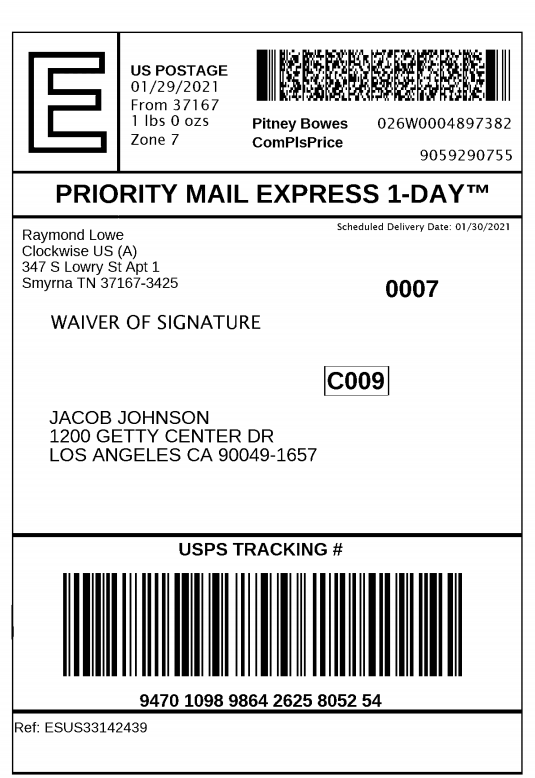 E
US POSTAGE
01/29/2021
From 37167
1 lbs 0 ozs
Zone 7
Pitney Bowes
ComPlsPrice
026W0004897382
9059290755
PRIORITY MAIL EXPRESS 1-DAY™
Scheduled Delivery Date: 01/30/2021
Raymond Lowe
Clockwise US (A)
347 S Lowry St Apt 1
Smyrna TN 37167-3425
0007
WAIVER OF SIGNATURE
C009
JACOB JOHNSON
1200 GETTY CENTER DR
LOS ANGELES CA 90049-1657
USPS TRACKING #
9470 1098 9864 2625 8052 54
Ref: ESUS33142439